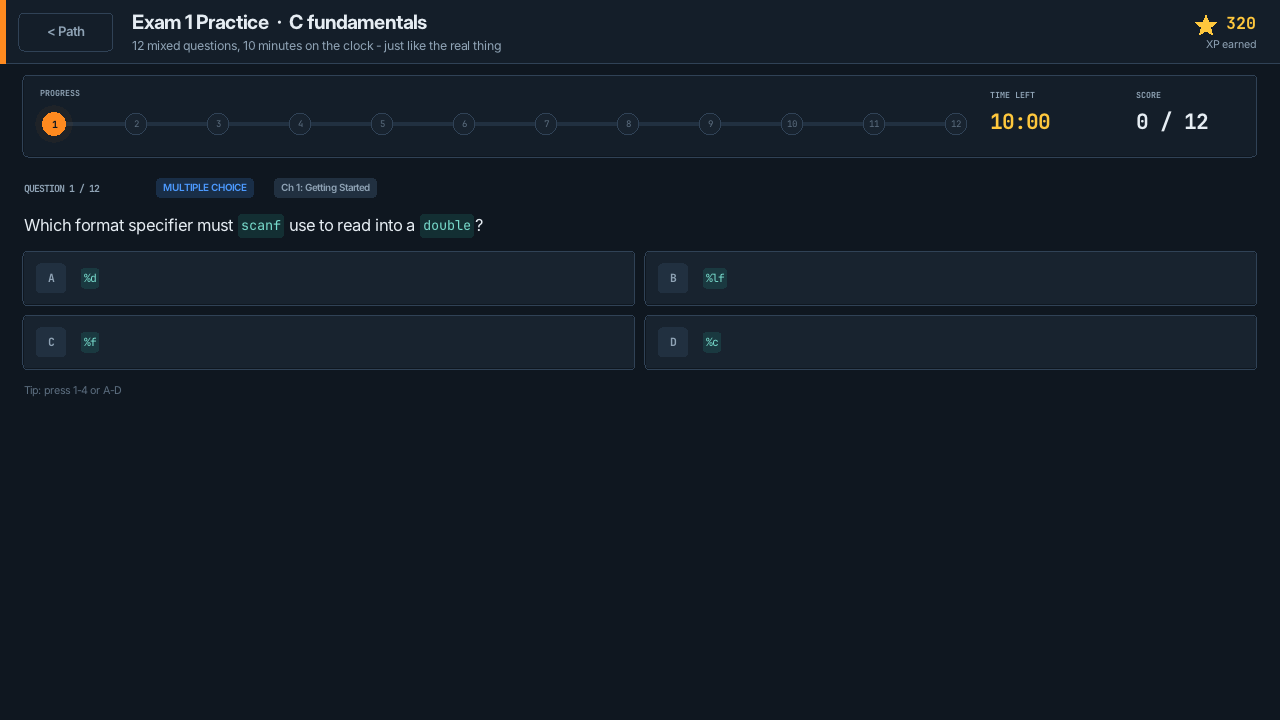 < Path
Exam 1 Practice · C fundamentals
12 mixed questions, 10 minutes on the clock - just like the real thing
320
XP earned
PROGRESS
1 2 3 4 5 6 7 8 9 10 11 12
TIME LEFT
10:00
SCORE
0 / 12
QUESTION 1 / 12 MULTIPLE CHOICE Ch 1: Getting Started
Which format specifier must scanf use to read into a double?
A %d
B %lf
C %f
D %c
Tip: press 1-4 or A-D